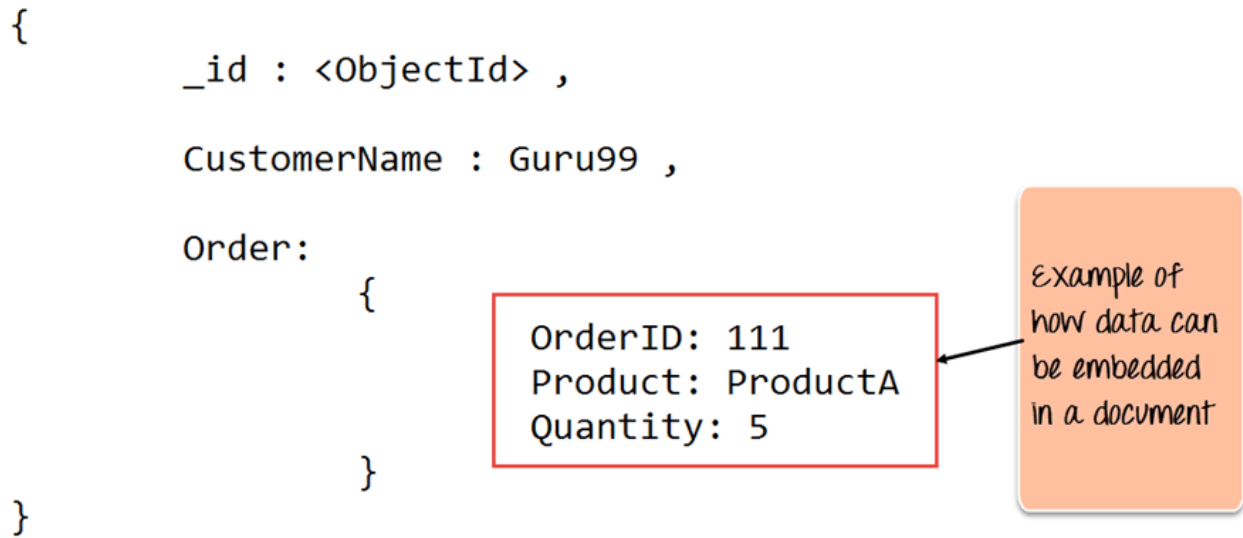 {
_id : <ObjectId> ,
CustomerName : Guru99 ,
Order:
{
OrderID: 111
Product: ProductA
Quantity: 5
}
}
Example of
how data can
be embedded
in a document